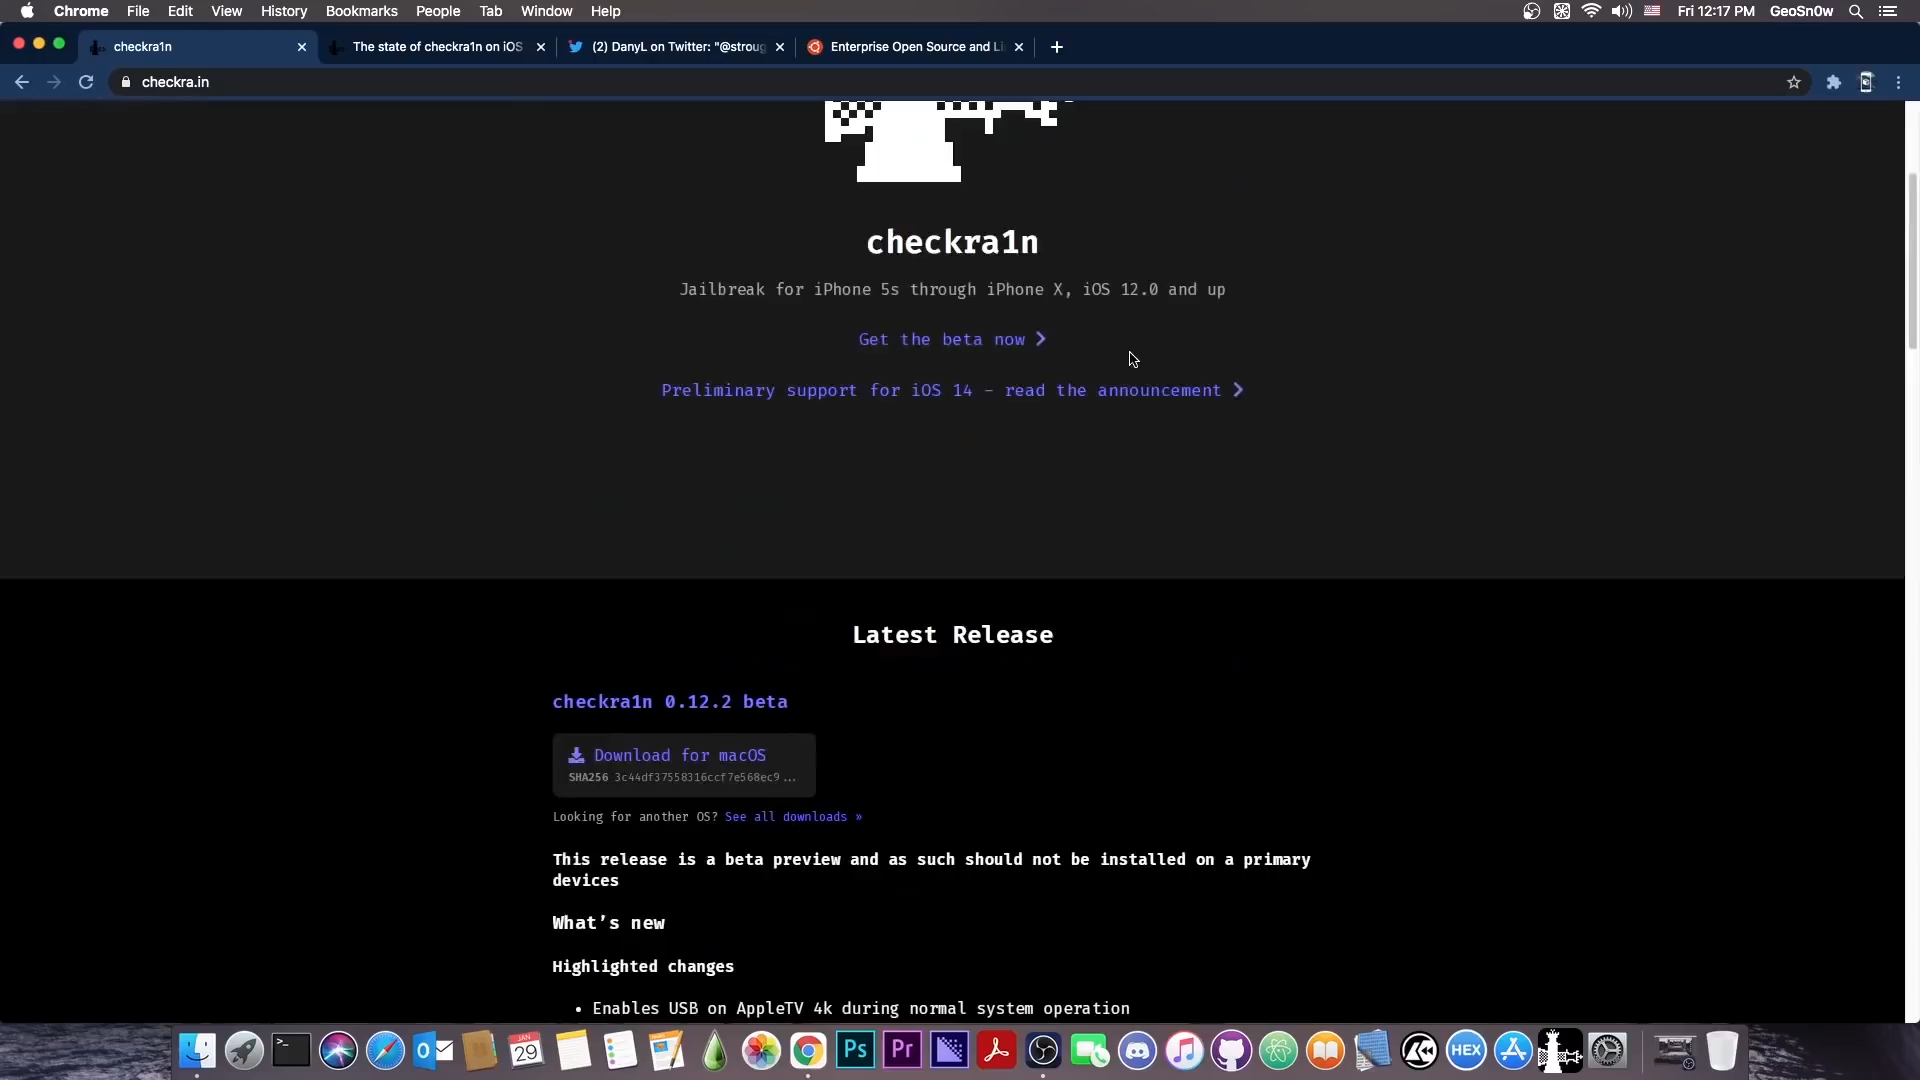 Chrome File Edit View History Bookmarks People Tab Window Help Fri 12:17 PM GeoSn0w
checkra1n The state of checkra1n on iOS (2) DanyL on Twitter: "@stroug Enterprise Open Source and Li
checkra.in
checkra1n
Jailbreak for iPhone 5s through iPhone X, iOS 12.0 and up
Get the beta now
Preliminary support for iOS 14 - read the announcement
Latest Release
checkra1n 0.12.2 beta
Download for macOS
SHA256 3c44df37558316ccf7e568ec9...
Looking for another OS? See all downloads »
This release is a beta preview and as such should not be installed on a primary
devices
What's new
Highlighted changes
• Enables USB on AppleTV 4k during normal system operation
JAN
29
Ps
Pr
HEX